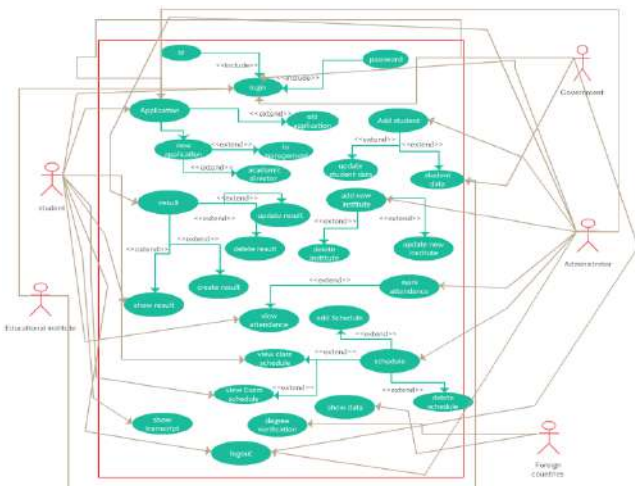 id
<<include>>
password
login
<<include>>
Government
Application
<<extend>>
old application
Add student
new application
<<extend>>
to management
<<extend>>
<<extend>>
<<extend>>
academic director
update student data
student data
student
result
<<extend>>
update result
add new institute
<<extend>>
<<extend>>
<<extend>>
<<extend>>
delete result
delete institute
update new institute
Administrator
<<extend>>
create result
<<extend>>
mark attendance
show result
Educational institute
view attendance
add Schedule
<<extend>>
view class schedule
<<extend>>
schedule
view Exam schedule
<<extend>>
<<extend>>
show data
delete schedule
show transcript
degree verification
logout
Foreign countries